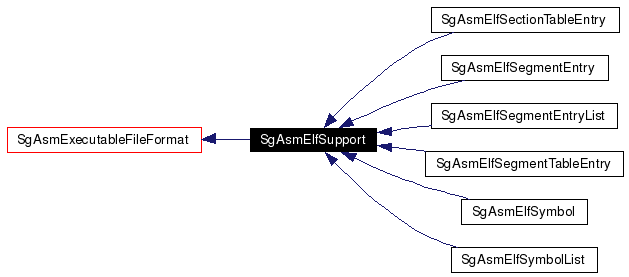 SgAsmElfSectionTableEntry
SgAsmElfSegmentEntry
SgAsmElfSegmentEntryList
SgAsmExecutableFileFormat
SgAsmElfSupport
SgAsmElfSegmentTableEntry
SgAsmElfSymbol
SgAsmElfSymbolList